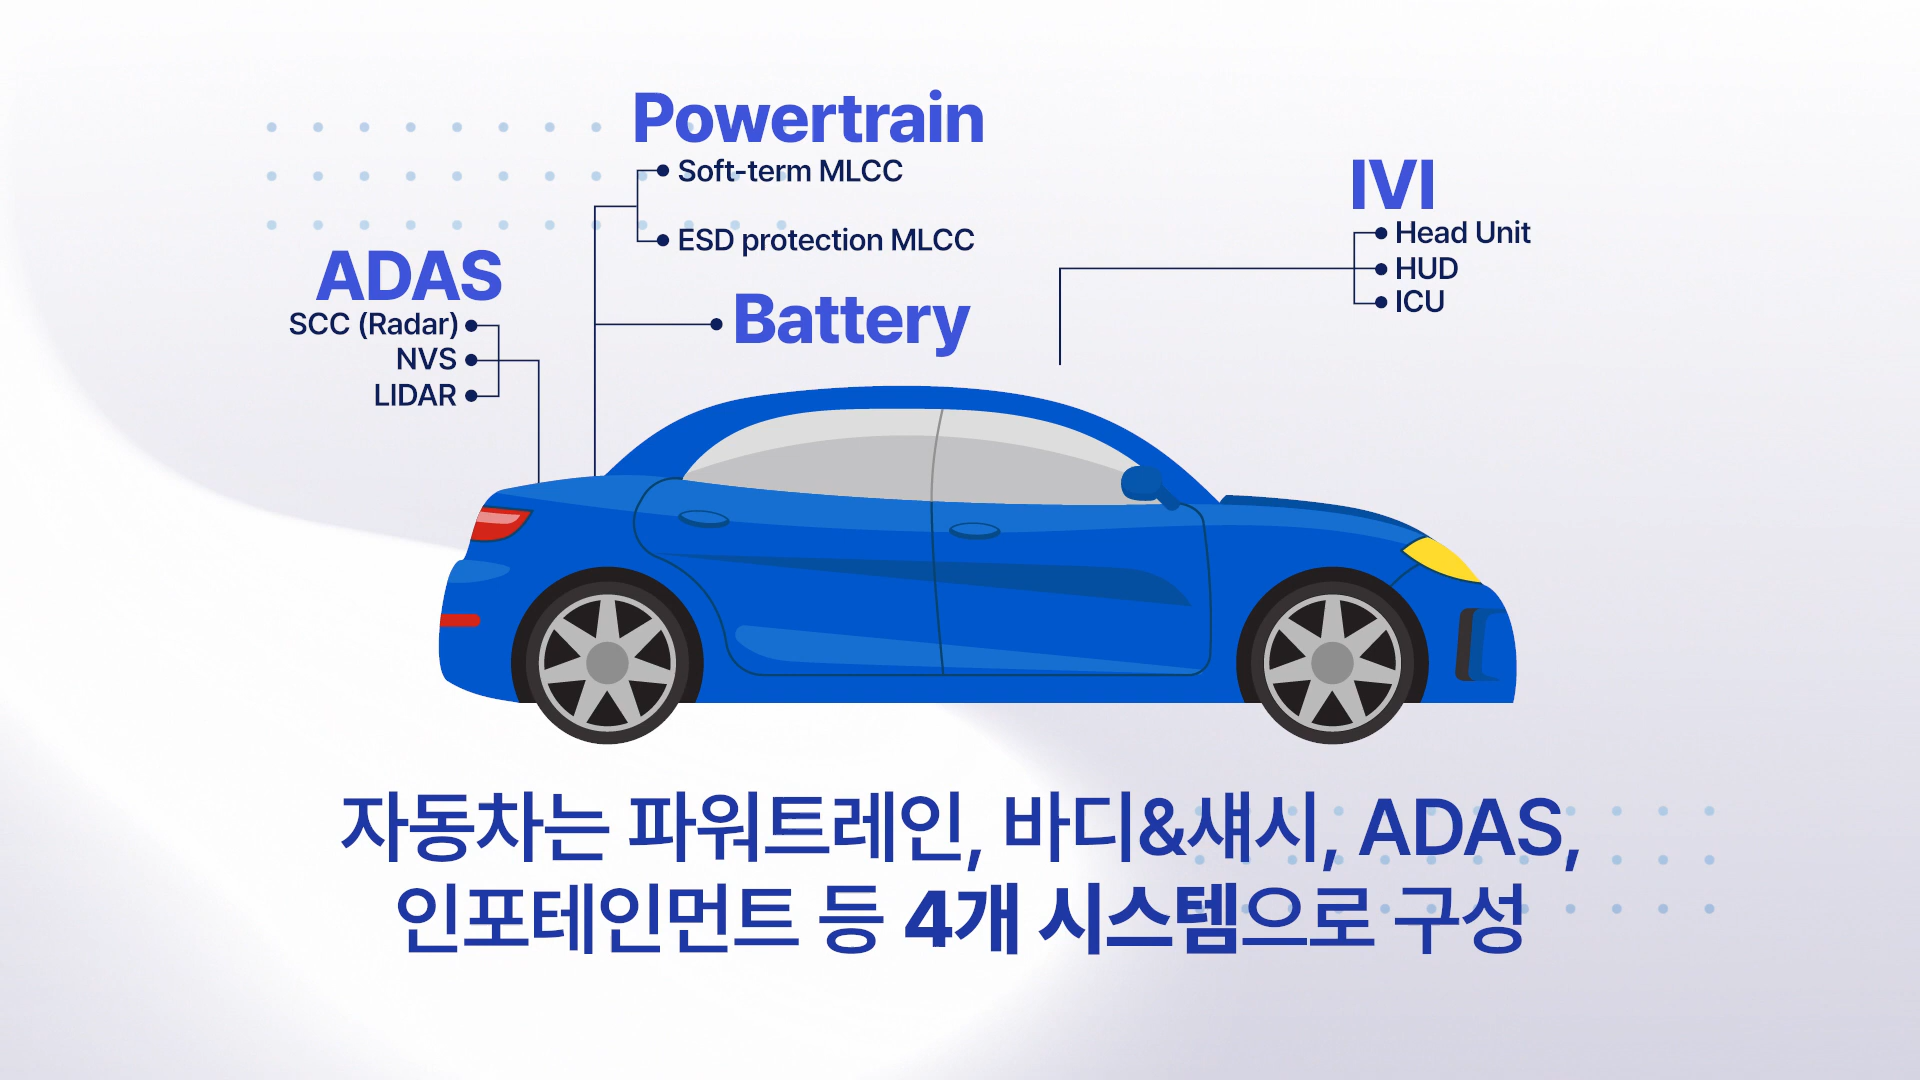 Powertrain
Soft-term MLCC
ESD protection MLCC
IVI
Head Unit
HUD
ICU
ADAS
SCC (Radar)
NVS
LIDAR
Battery
자동차는 파워트레인, 바디&섀시, ADAS,
인포테인먼트 등 4개 시스템으로 구성